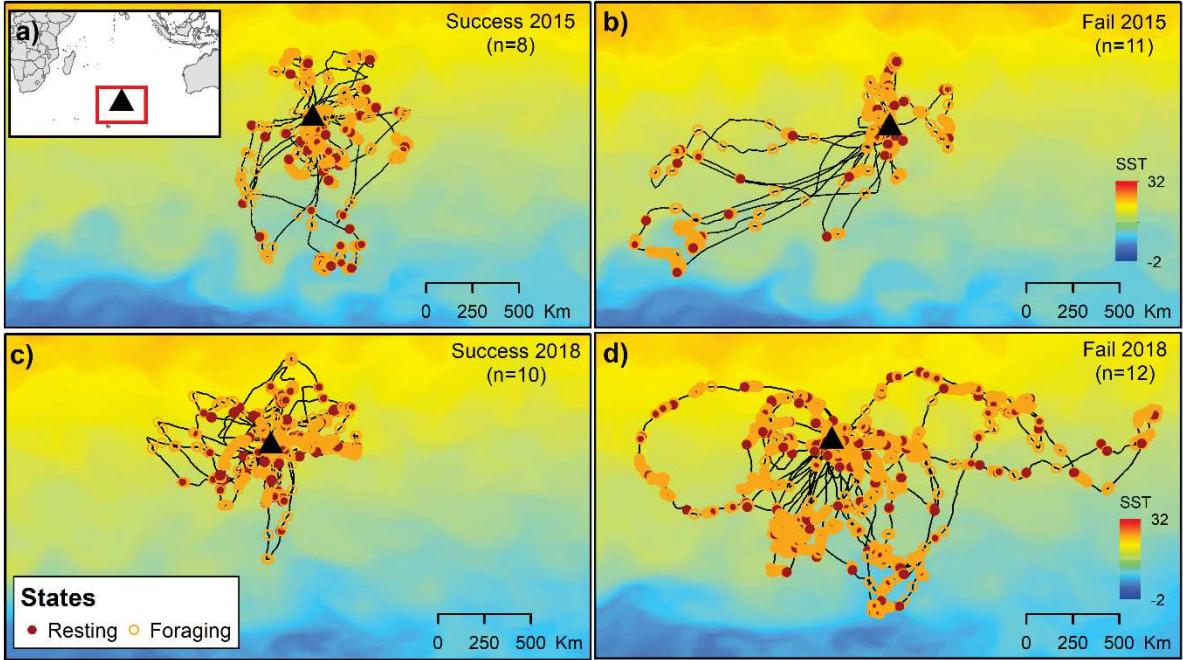 a)
Success 2015
(n=8)
0 250 500 Km
b)
Fail 2015
(n=11)
SST
32
-2
0 250 500 Km
c)
Success 2018
(n=10)
States
Resting Foraging
0 250 500 Km
d)
Fail 2018
(n=12)
SST
32
-2
0 250 500 Km